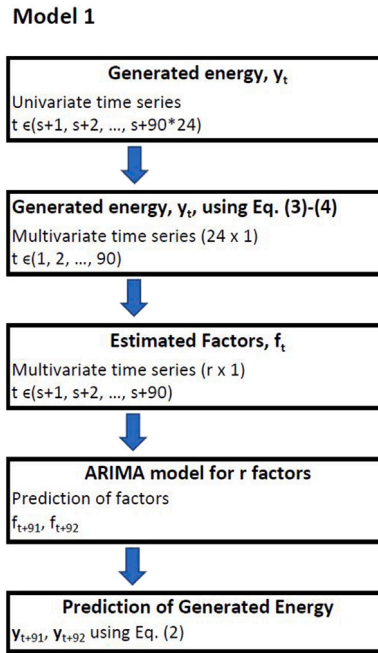 Model 1
Generated energy, yₜ
Univariate time series
t ϵ(s+1, s+2, ..., s+90*24)
Generated energy, yₜ, using Eq. (3)-(4)
Multivariate time series (24 x 1)
t ϵ(1, 2, ..., 90)
Estimated Factors, fₜ
Multivariate time series (r x 1)
t ϵ(s+1, s+2, ..., s+90)
ARIMA model for r factors
Prediction of factors
fₜ₊₉₁, fₜ₊₉₂
Prediction of Generated Energy
yₜ₊₉₁, yₜ₊₉₂ using Eq. (2)